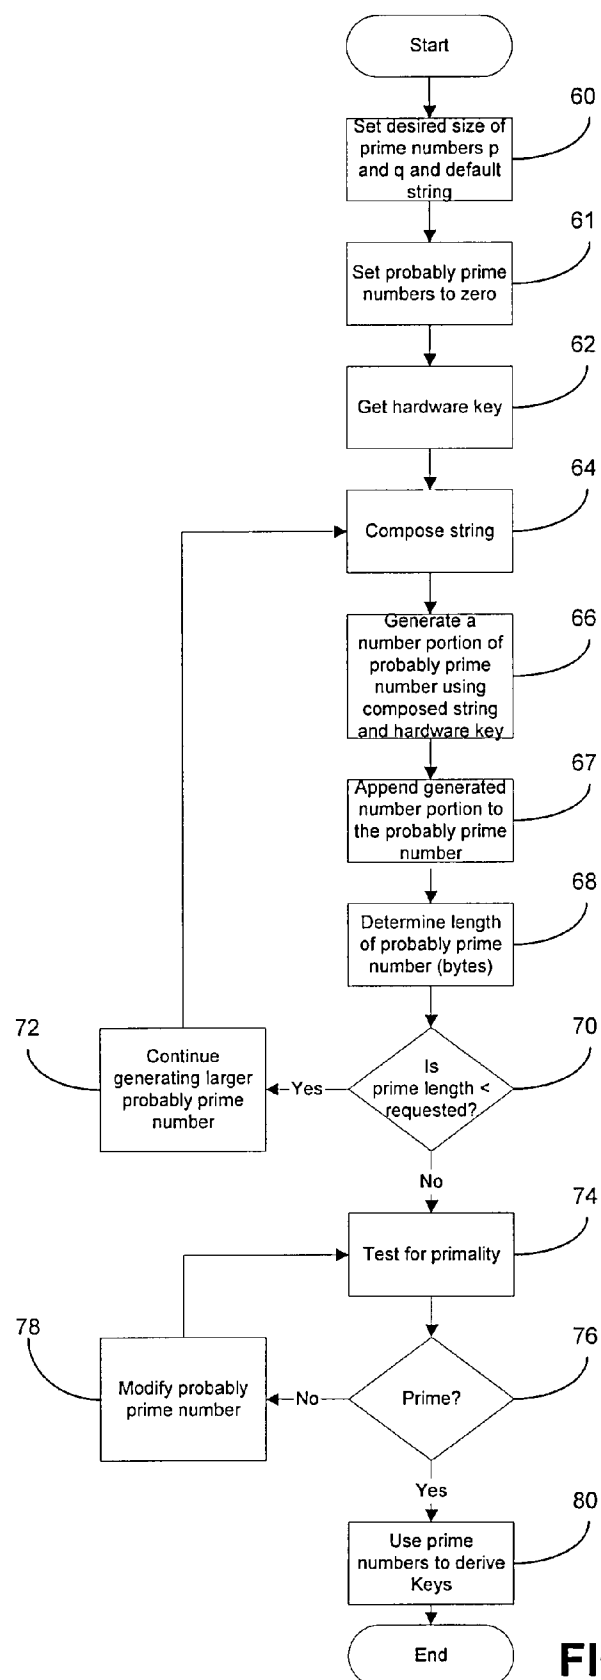 Start
60
Set desired size of
prime numbers p
and q and default
string
61
Set probably prime
numbers to zero
62
Get hardware key
64
Compose string
66
Generate a
number portion of
probably prime
number using
composed string
and hardware key
67
Append generated
number portion to
the probably prime
number
68
Determine length
of probably prime
number (bytes)
72
Continue
generating larger
probably prime
number
Yes
70
Is
prime length <
requested?
No
74
Test for primality
78
Modify probably
prime number
No
76
Prime?
Yes
80
Use prime
numbers to derive
Keys
End